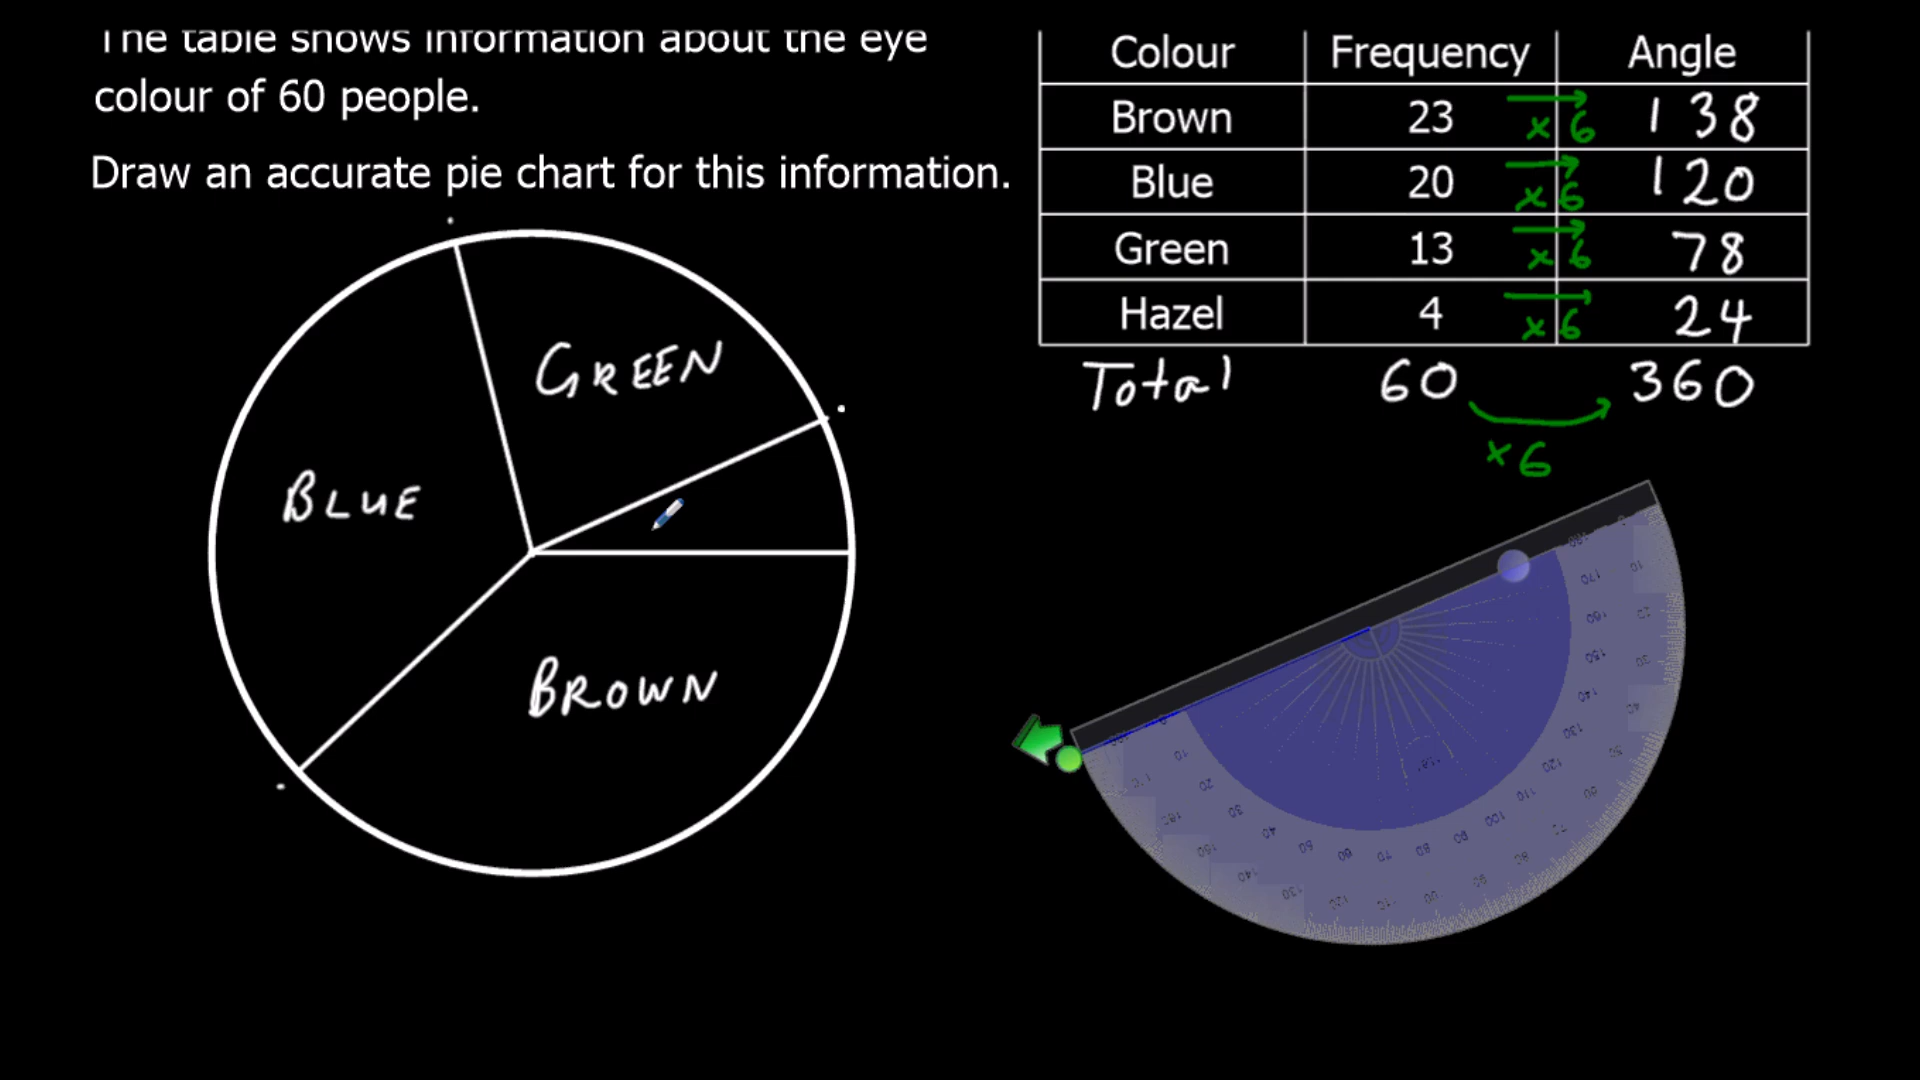 The table shows information about the eye
colour of 60 people.
Draw an accurate pie chart for this information.
Colour Frequency Angle
Brown 23 × 6 138
Blue 20 × 6 120
Green 13 × 6 78
Hazel 4 × 6 24
Total 60 360
× 6
GREEN
BLUE
BROWN